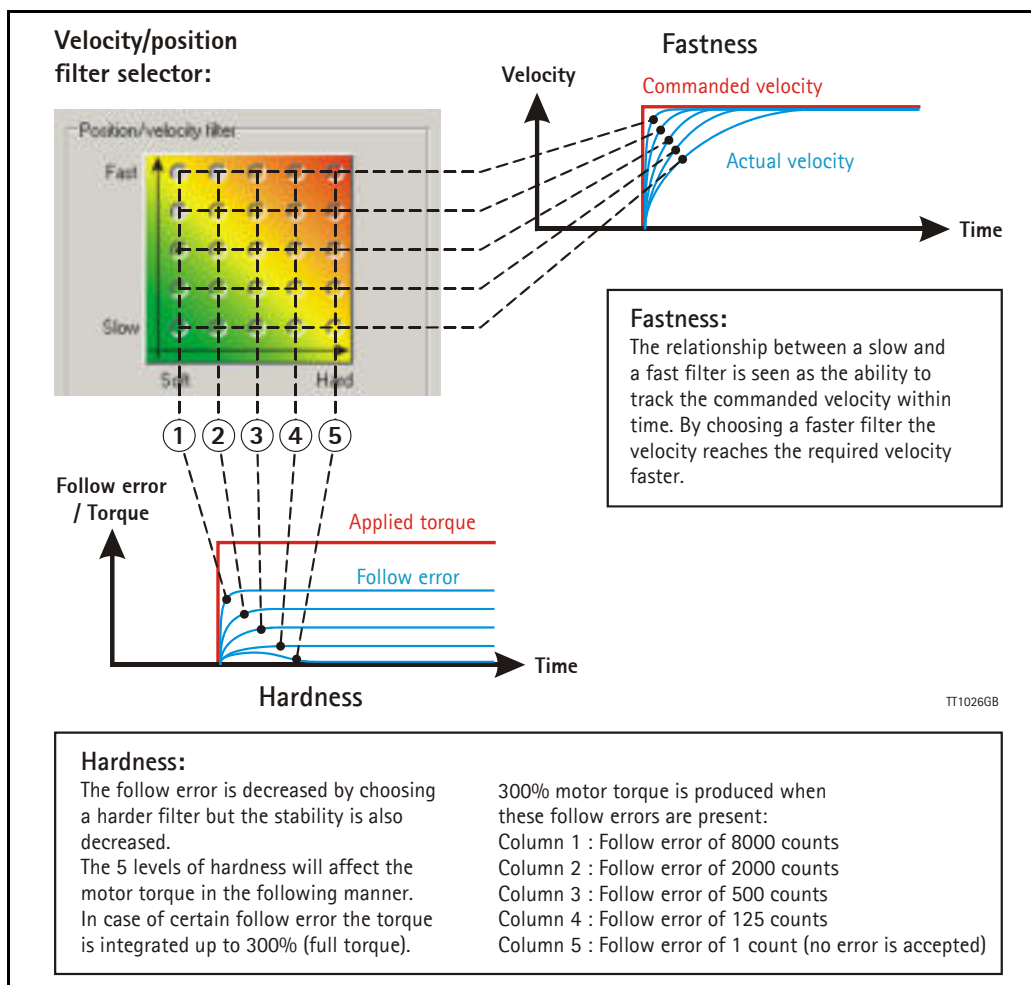 Velocity/position
filter selector:
Position/velocity filter
Fast
Slow
Soft
Hard
1 2 3 4 5
Fastness
Velocity
Commanded velocity
Actual velocity
Time
Fastness:
The relationship between a slow and
a fast filter is seen as the ability to
track the commanded velocity within
time. By choosing a faster filter the
velocity reaches the required velocity
faster.
Follow error
/ Torque
Applied torque
Follow error
Time
Hardness
TT1026GB
Hardness:
The follow error is decreased by choosing
a harder filter but the stability is also
decreased.
The 5 levels of hardness will affect the
motor torque in the following manner.
In case of certain follow error the torque
is integrated up to 300% (full torque).
300% motor torque is produced when
these follow errors are present:
Column 1 : Follow error of 8000 counts
Column 2 : Follow error of 2000 counts
Column 3 : Follow error of 500 counts
Column 4 : Follow error of 125 counts
Column 5 : Follow error of 1 count (no error is accepted)